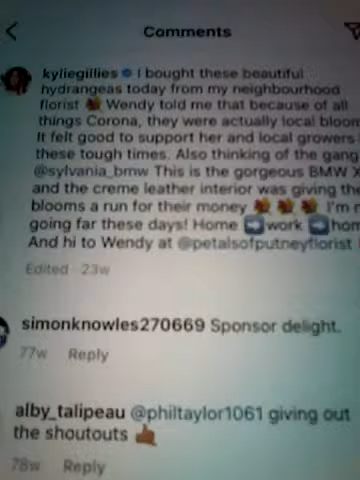 Comments
kyliegillies I bought these beautiful
hydrangeas today from my neighbourhood
florist 💐 Wendy told me that because of all
things Corona, they were actually local bloom
It felt good to support her and local growers
these tough times. Also thinking of the gang
@sylvania_bmw This is the gorgeous BMW X
and the creme leather interior was giving the
blooms a run for their money 💐 💐 💐 I'm n
going far these days! Home ➡️work ➡️hom
And hi to Wendy at @petalsofputneyflorist
Edited · 23w
simonknowles270669 Sponsor delight.
77w Reply
alby_talipeau @philtaylor1061 giving out
the shoutouts 🤙🏽
78w Reply